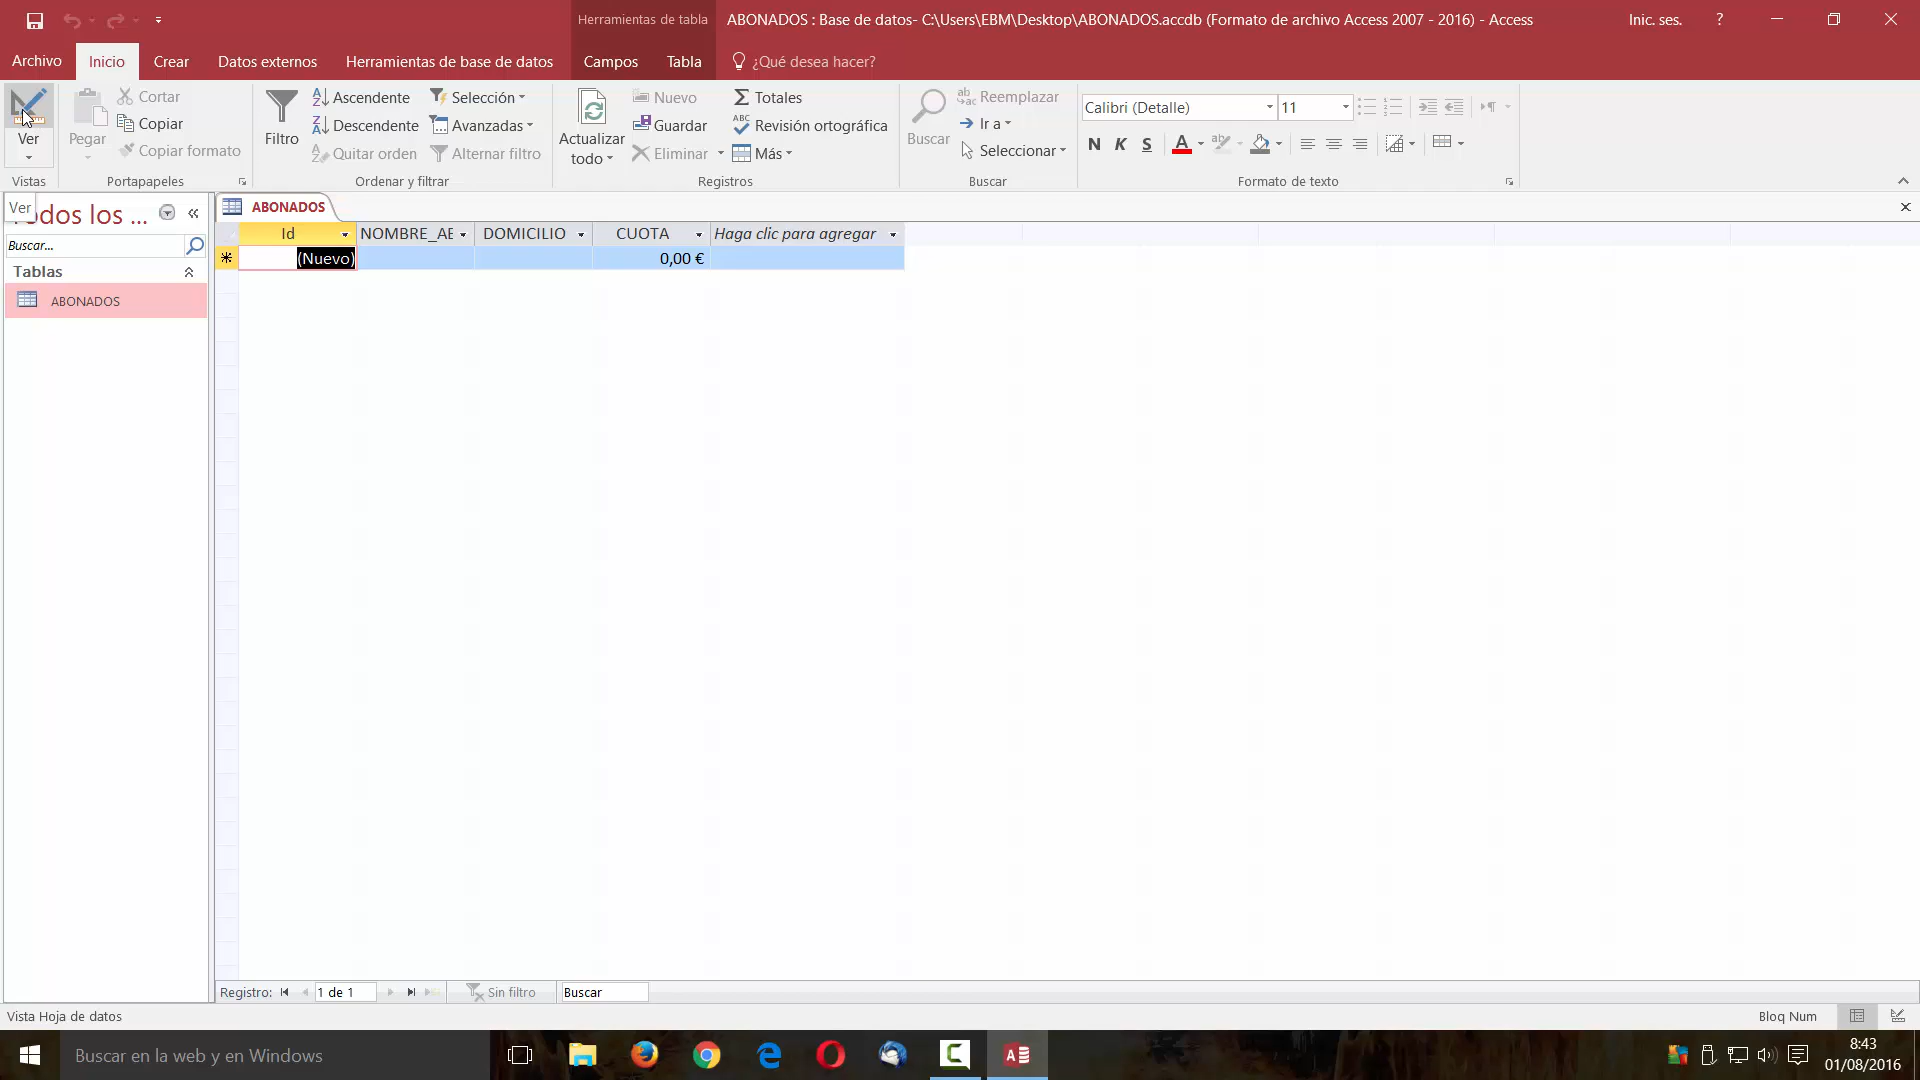 Herramientas de tabla
ABONADOS : Base de datos- C:\Users\EBM\Desktop\ABONADOS.accdb (Formato de archivo Access 2007 - 2016) - Access
Inic. ses.
?
Archivo
Inicio
Crear
Datos externos
Herramientas de base de datos
Campos
Tabla
¿Qué desea hacer?
Ver
Pegar
Cortar
Copiar
Copiar formato
Filtro
Ascendente
Descendente
Quitar orden
Selección
Avanzadas
Alternar filtro
Actualizar
todo
Nuevo
Guardar
Eliminar
Totales
Revisión ortográfica
Más
Buscar
Reemplazar
Ir a
Seleccionar
Calibri (Detalle)
11
N K S
Vistas
Portapapeles
Ordenar y filtrar
Registros
Buscar
Formato de texto
Ver
los ...
Buscar...
Tablas
ABONADOS
ABONADOS
Id
NOMBRE_AE
DOMICILIO
CUOTA
Haga clic para agregar
(Nuevo)
0,00 €
Registro:
1 de 1
Sin filtro
Buscar
Vista Hoja de datos
Bloq Num
Buscar en la web y en Windows
8:43
01/08/2016